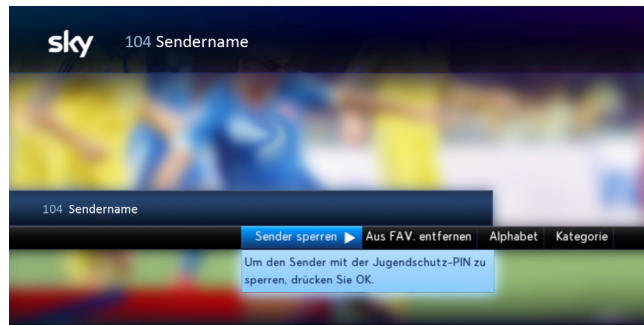 sky 104 Sendername
104 Sendername
Sender sperren Aus FAV. entfernen Alphabet Kategorie
Um den Sender mit der Jugendschutz-PIN zu
sperren, drücken Sie OK.